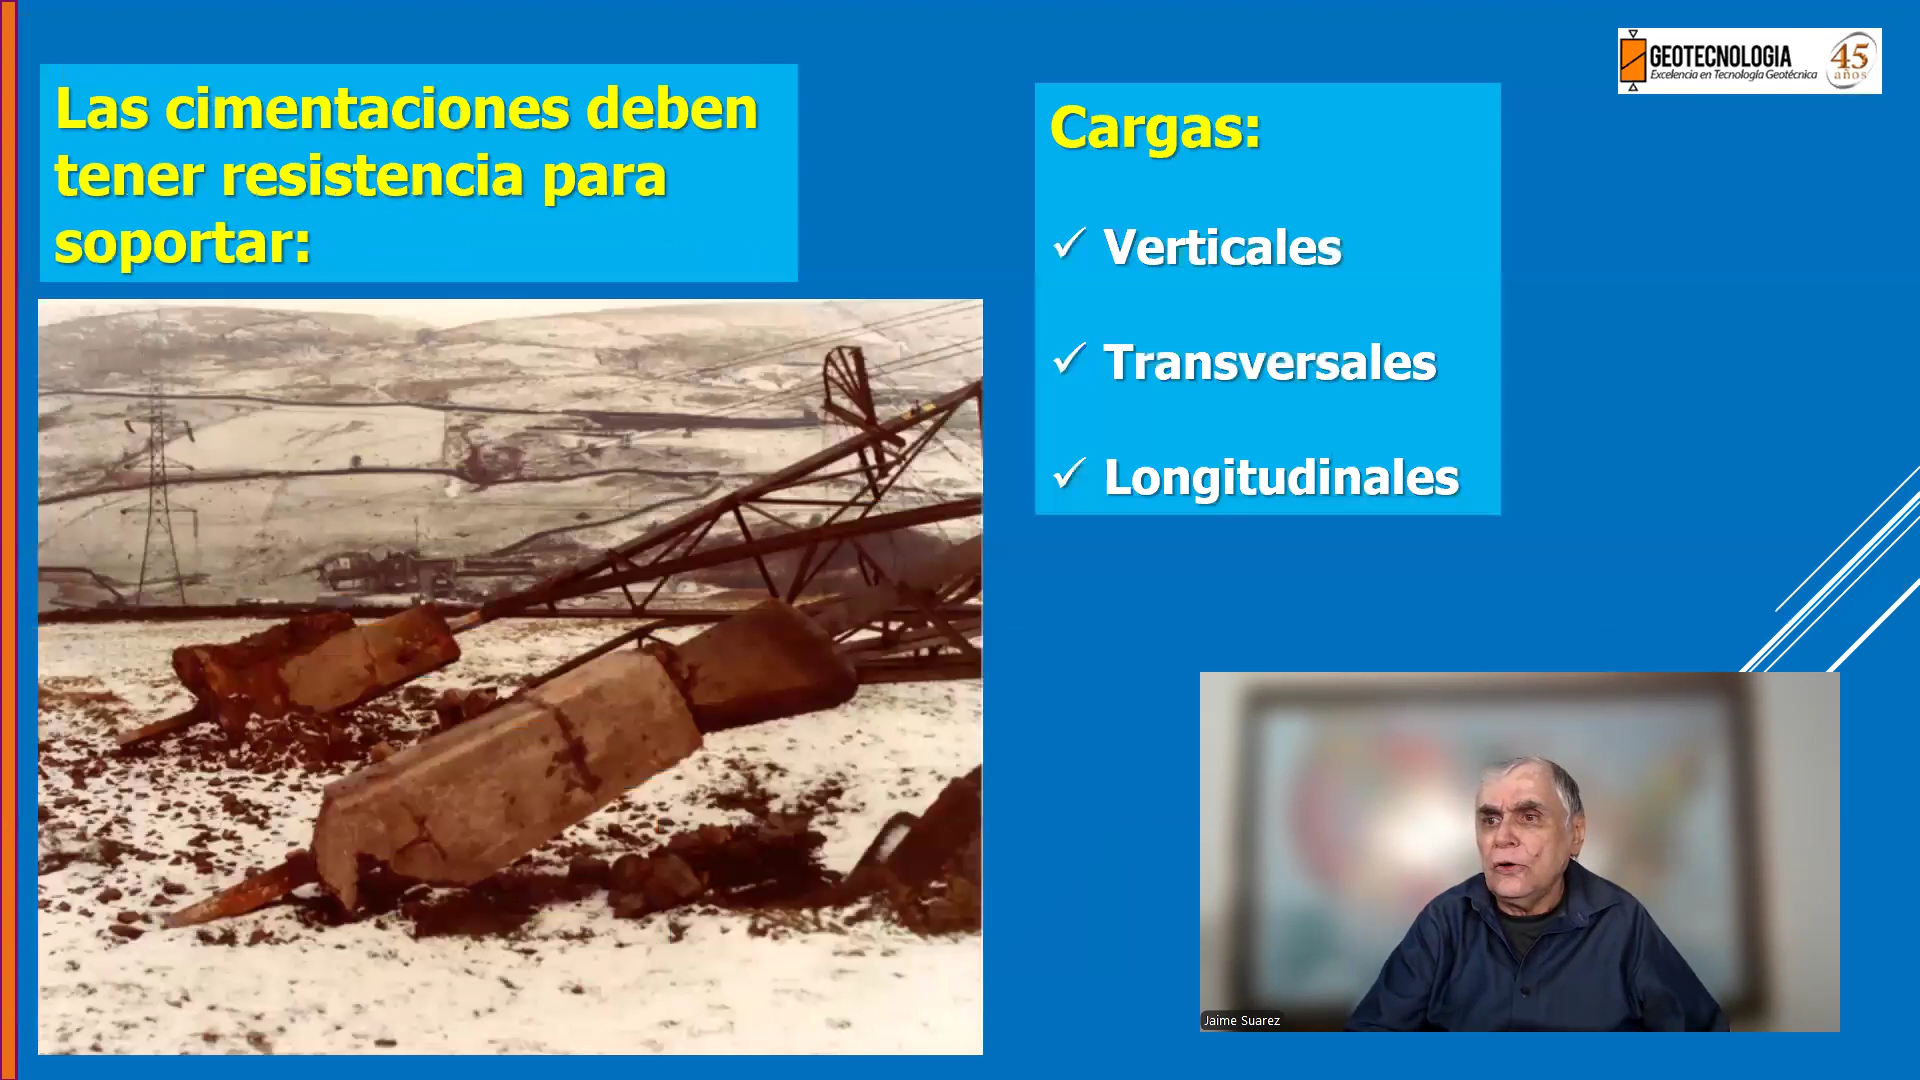 Las cimentaciones deben
tener resistencia para
soportar:
Cargas:
✓ Verticales
✓ Transversales
✓ Longitudinales
GEOTECNOLOGIA
Excelencia en Tecnología Geotécnica
45
años
Jaime Suarez